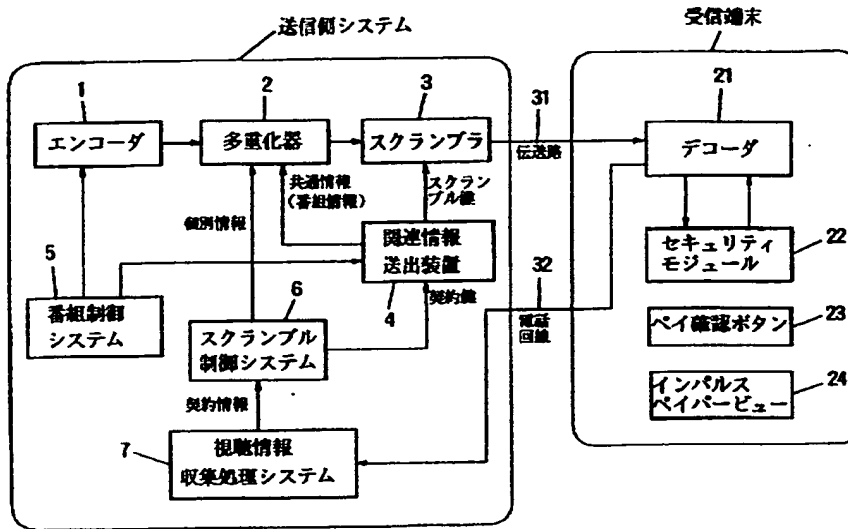 送信側システム
受信端末
1
2
3
31
21
エンコーダ
多重化器
スクランブラ
伝送路
デコーダ
共通情報
(番組情報)
スクラン
ブル鍵
個別情報
関連情報
送出装置
セキュリティ
モジュール
22
5
6
4
契約鍵
32
番組制御
システム
スクランブル
制御システム
電話
回線
ペイ確認ボタン
23
契約情報
インパルス
ペイパービュー
24
7
視聴情報
収集処理システム